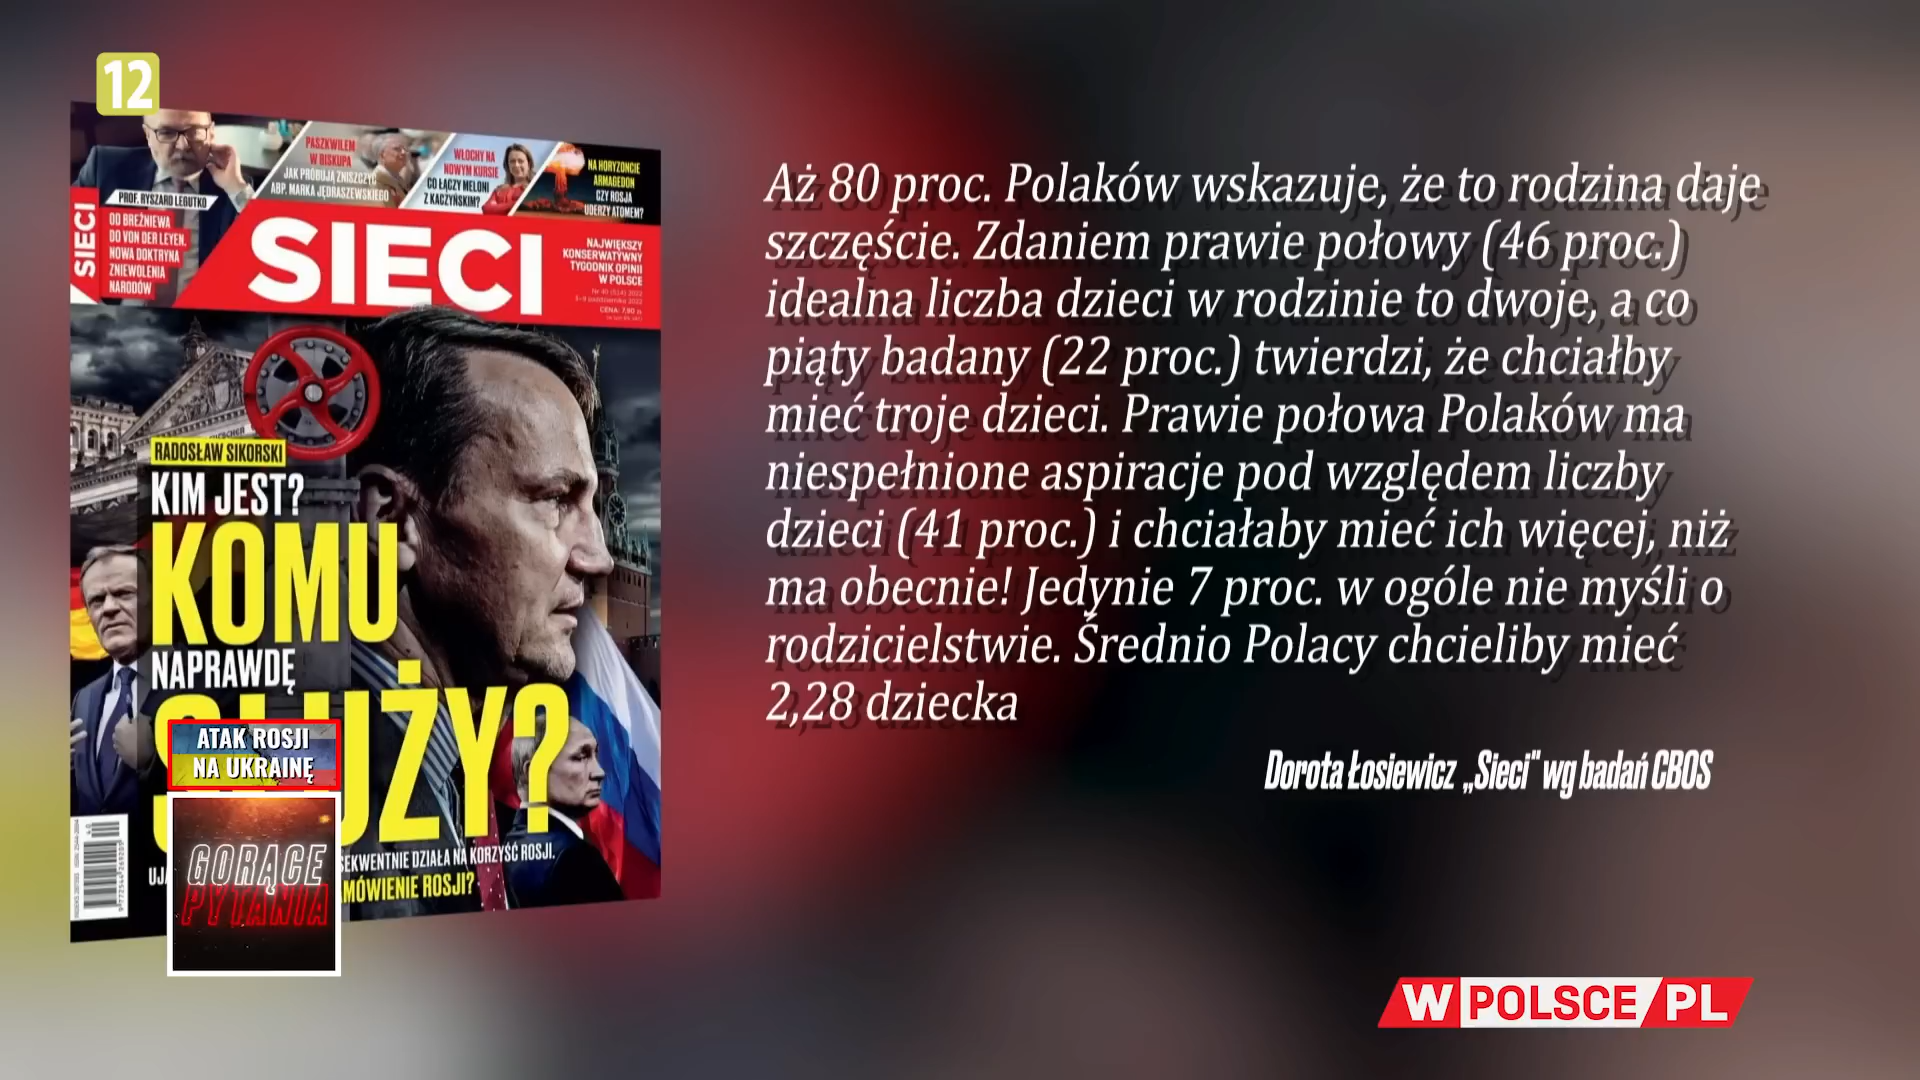 12
PROF. RYSZARD LEGUTKO
SIECI
OD BREŻNIEWA
DO VON DER LEYEN.
NOWA DOKTRYNA
ZNIEWOLENIA
NARODÓW
PASZKWILEM
W BISKUPA
JAK PRÓBUJĄ ZNISZCZYĆ
ABP. MARKA JĘDRASZEWSKIEGO
WŁOCHY NA
NOWYM KURSIE
CO ŁĄCZY MELONI
Z KACZYŃSKIM?
NA HORYZONCIE
ARMAGEDON
CZY ROSJA
UDERZY ATOMEM?
SIECI
NAJWIĘKSZY
KONSERWATYWNY
TYGODNIK OPINII
W POLSCE
RADOSŁAW SIKORSKI
KIM JEST?
KOMU
NAPRAWDĘ
SŁUŻY?
SEKWENTNIE DZIAŁA NA KORZYŚĆ ROSJI.
AMÓWIENIE ROSJI?
ATAK ROSJI
NA UKRAINĘ
GORĄCE
PYTANIA
Aż 80 proc. Polaków wskazuje, że to rodzina daje
szczęście. Zdaniem prawie połowy (46 proc.)
idealna liczba dzieci w rodzinie to dwoje, a co
piąty badany (22 proc.) twierdzi, że chciałby
mieć troje dzieci. Prawie połowa Polaków ma
niespełnione aspiracje pod względem liczby
dzieci (41 proc.) i chciałaby mieć ich więcej, niż
ma obecnie! Jedynie 7 proc. w ogóle nie myśli o
rodzicielstwie. Średnio Polacy chcieliby mieć
2,28 dziecka
Dorota Łosiewicz „Sieci" wg badań CBOS
WPOLSCE/PL